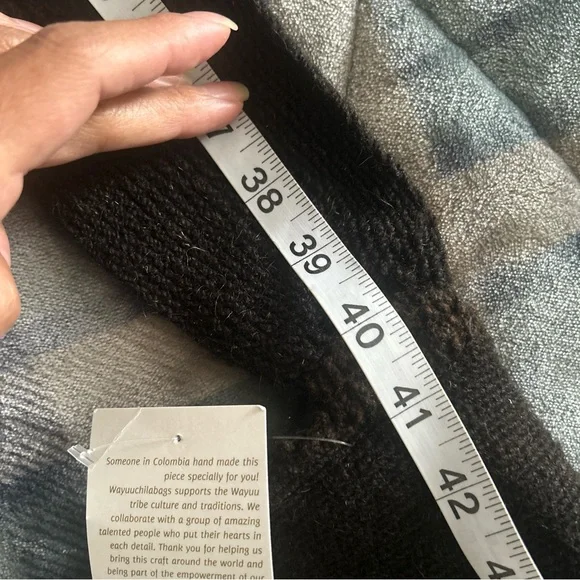 7
38
39
40
41
42
Someone in Colombia hand made this
piece specially for you!
Wayuuchilabags supports the Wayuu
tribe culture and traditions. We
collaborate with a group of amazing
talented people who put their hearts in
each detail. Thank you for helping us
bring this craft around the world and
being part of the empowerment of our